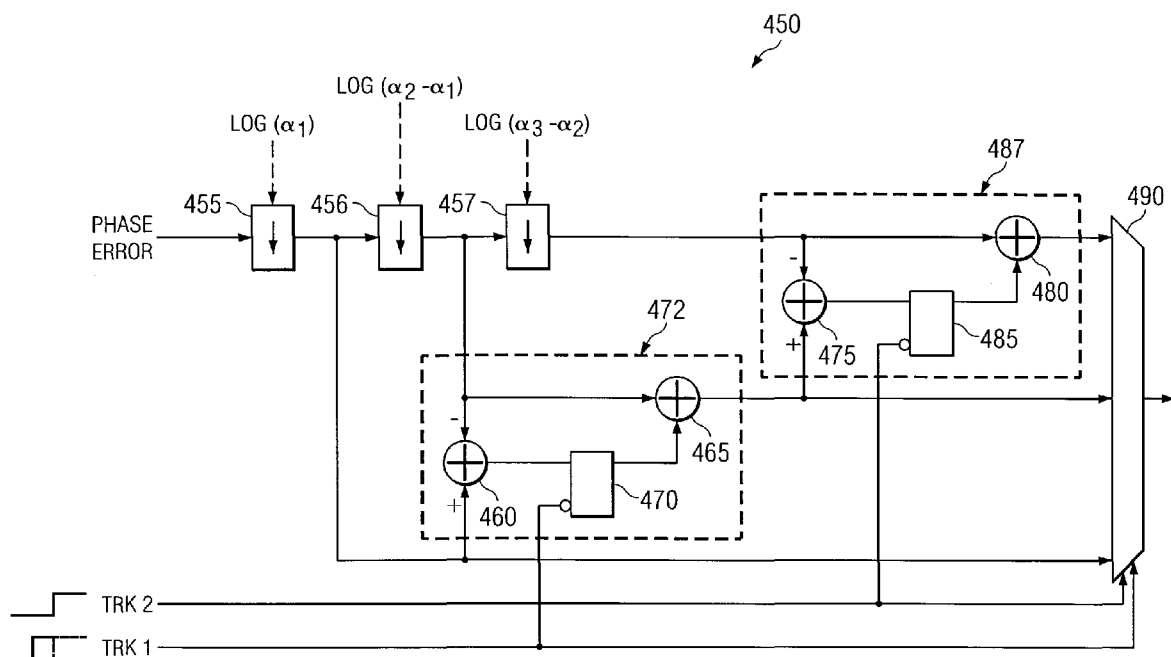 450
LOG (α2 -α1)
LOG (α1)
LOG (α3 -α2)
487
455
456
457
490
PHASE
ERROR
-
480
472
+
475
485
-
465
+
460
470
TRK 2
TRK 1